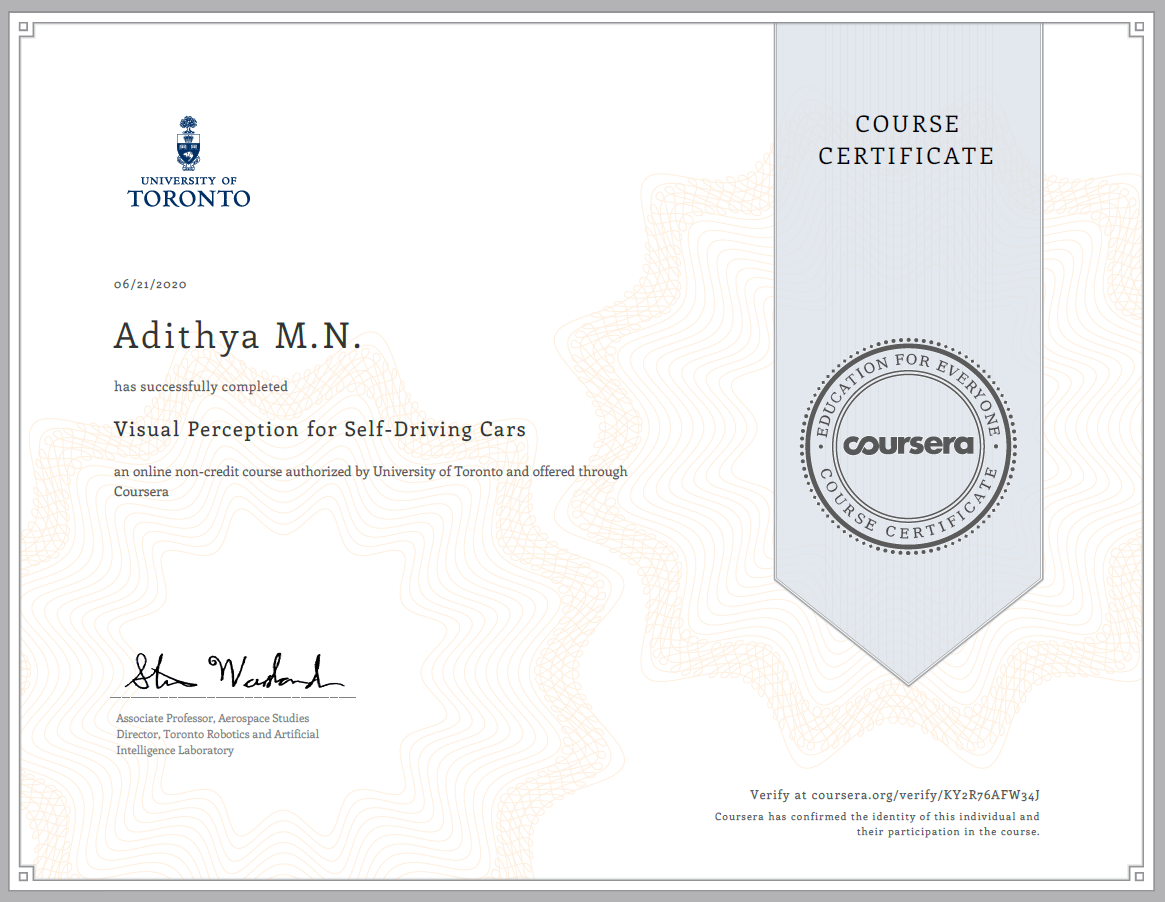 COURSE
CERTIFICATE
UNIVERSITY OF
TORONTO
06/21/2020
Adithya M.N.
has successfully completed
Visual Perception for Self-Driving Cars
an online non-credit course authorized by University of Toronto and offered through
Coursera
EDUCATION FOR EVERYONE
coursera
COURSE CERTIFICATE
Associate Professor, Aerospace Studies
Director, Toronto Robotics and Artificial
Intelligence Laboratory
Verify at coursera.org/verify/KY2R76AFW34J
Coursera has confirmed the identity of this individual and
their participation in the course.